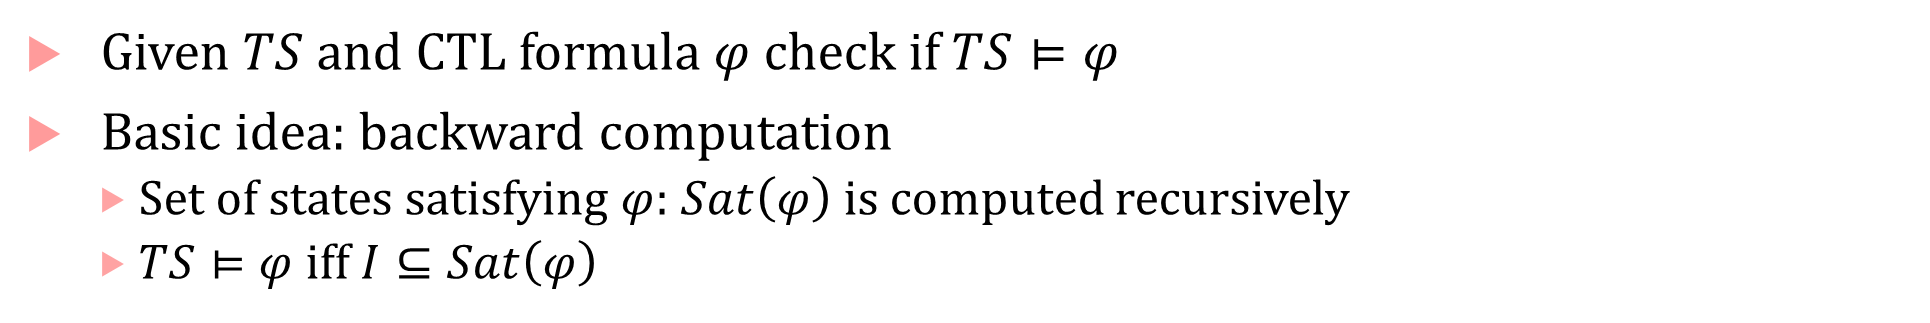 Given 𝑇𝑆 and CTL formula 𝜑 check if 𝑇𝑆 ⊨ 𝜑
Basic idea: backward computation
Set of states satisfying 𝜑: 𝑆𝑎𝑡(𝜑) is computed recursively
𝑇𝑆 ⊨ 𝜑 iff 𝐼 ⊆ 𝑆𝑎𝑡(𝜑)